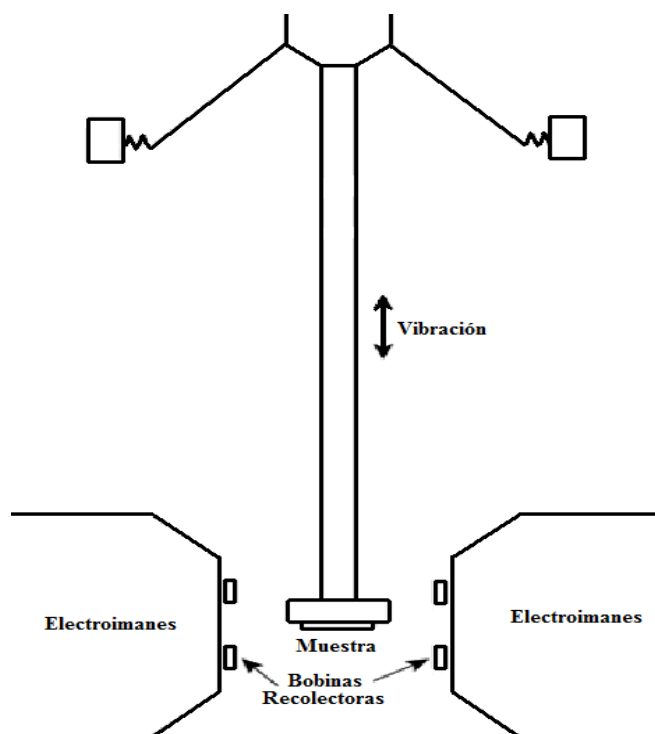 Vibración
Electroimanes
Electroimanes
Muestra
Bobinas
Recolectoras